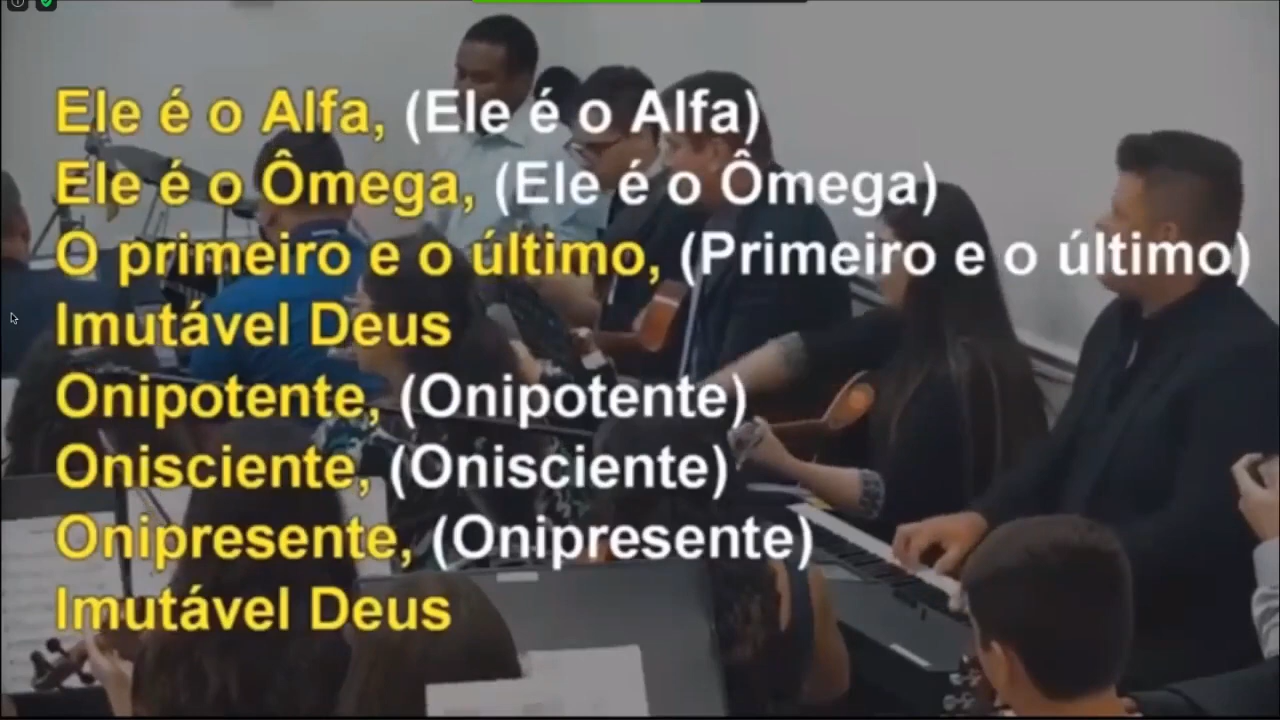 Ele é o Alfa, (Ele é o Alfa)
Ele é o Ômega, (Ele é o Ômega)
O primeiro e o último, (Primeiro e o último)
Imutável Deus
Onipotente, (Onipotente)
Onisciente, (Onisciente)
Onipresente, (Onipresente)
Imutável Deus